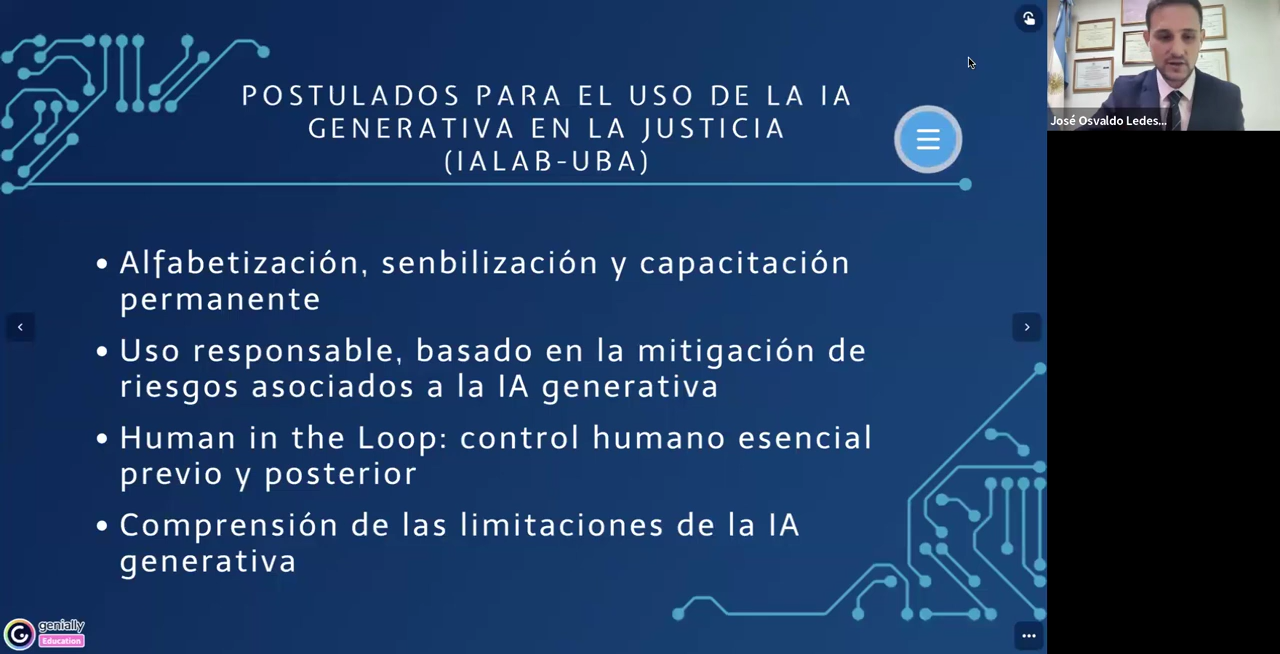 POSTULADOS PARA EL USO DE LA IA
GENERATIVA EN LA JUSTICIA
(IALAB-UBA)
José Osvaldo Ledes...
• Alfabetización, senbilización y capacitación
permanente
• Uso responsable, basado en la mitigación de
riesgos asociados a la IA generativa
• Human in the Loop: control humano esencial
previo y posterior
• Comprensión de las limitaciones de la IA
generativa
genially
Education